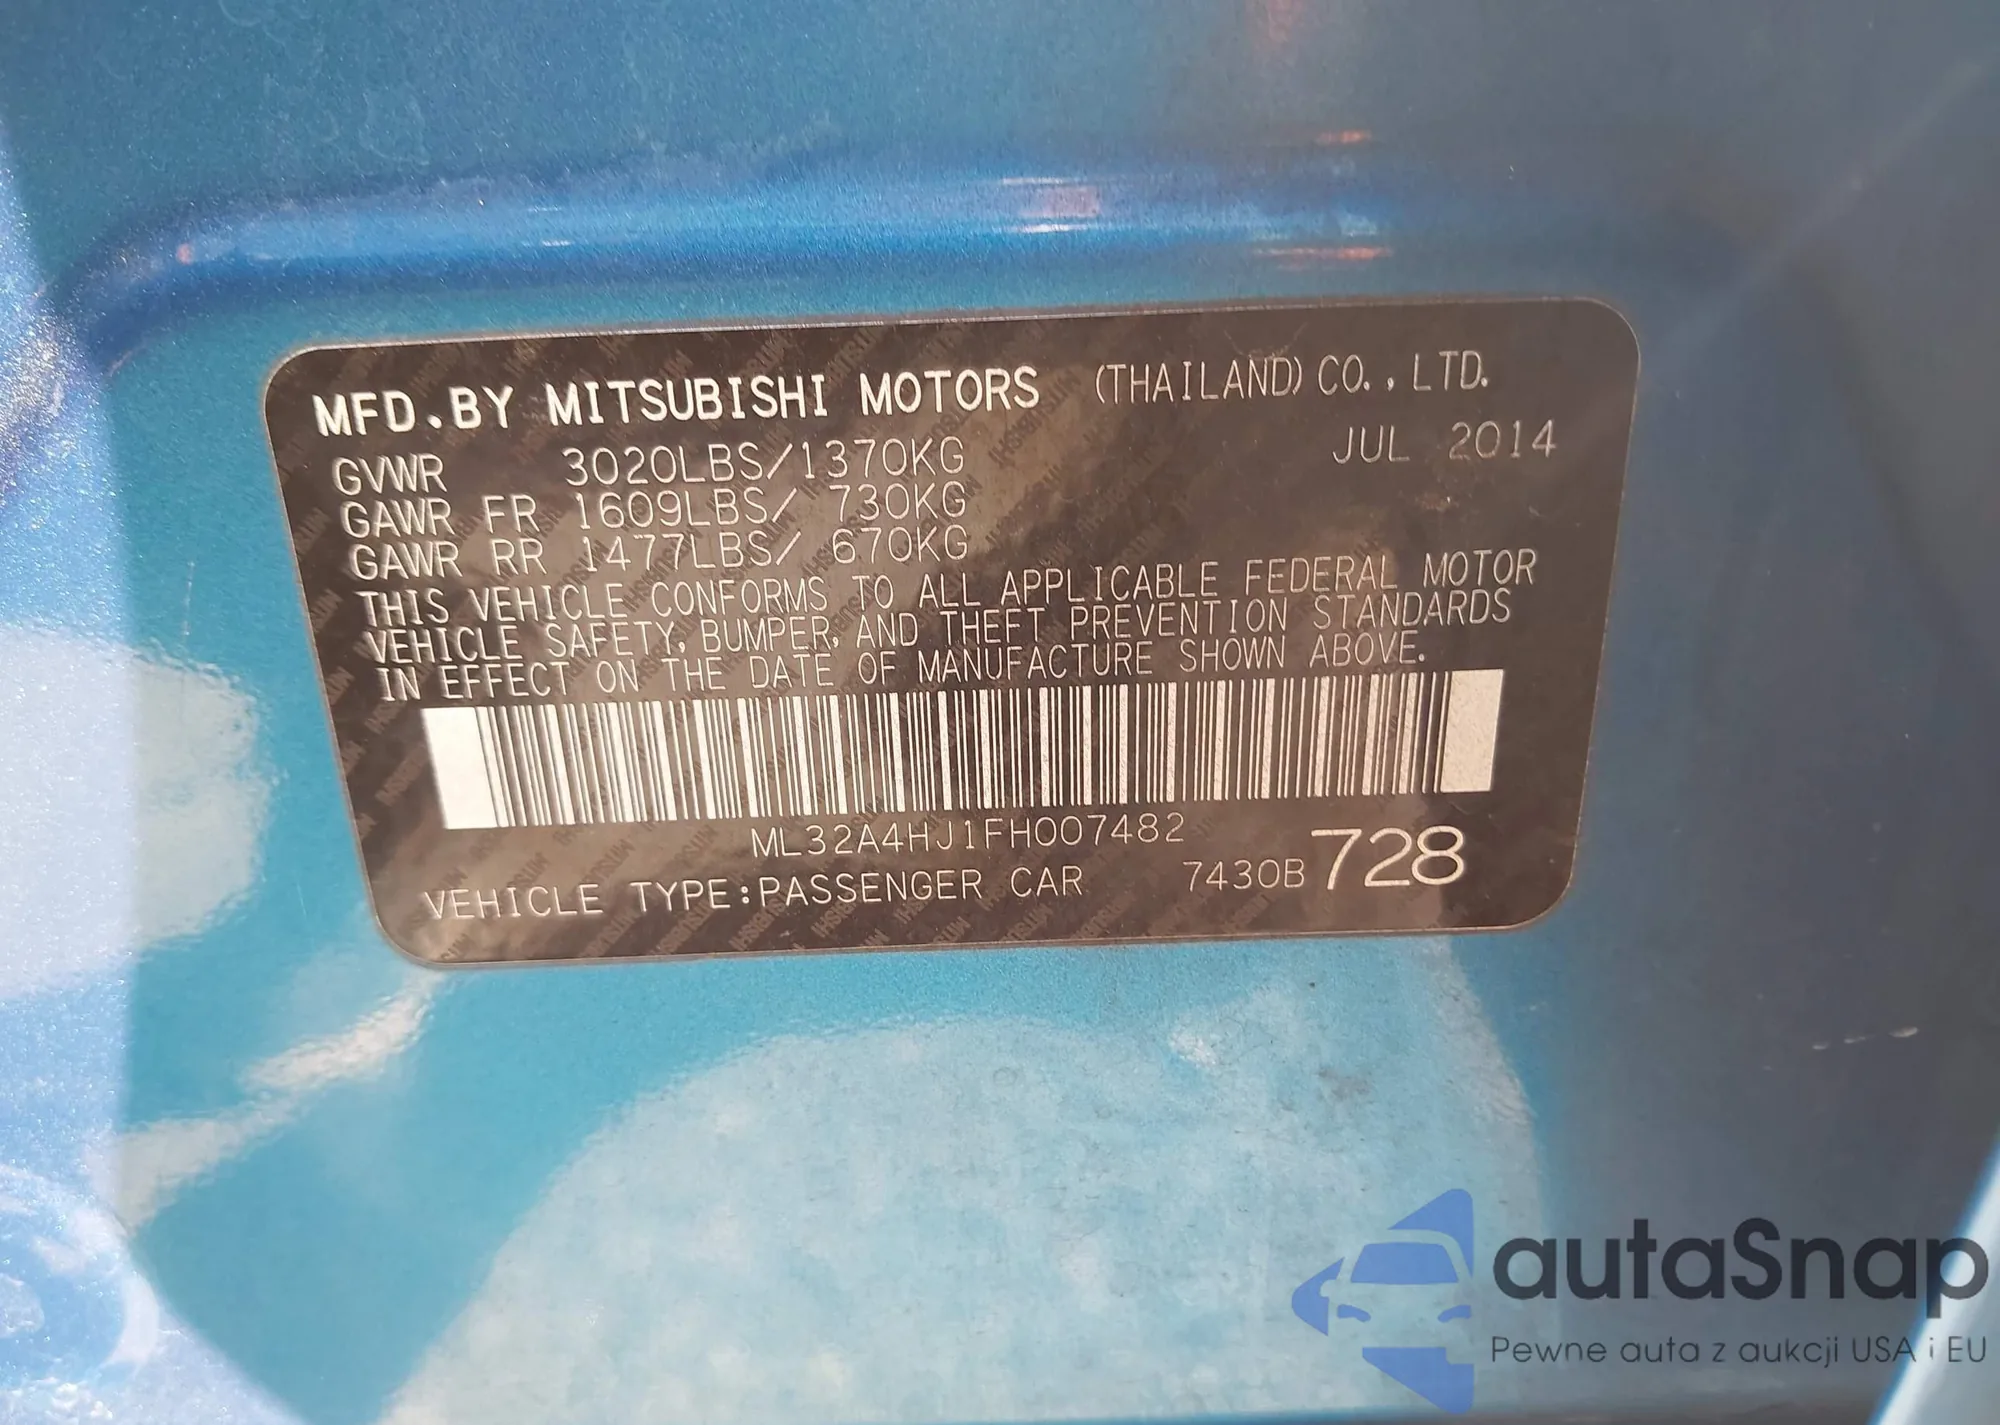 MFD.BY MITSUBISHI MOTORS (THAILAND) CO., LTD.
JUL 2014
GVWR 3020LBS/1370KG
GAWR FR 1609LBS/ 730KG
GAWR RR 1477LBS/ 670KG
THIS VEHICLE CONFORMS TO ALL APPLICABLE FEDERAL MOTOR
VEHICLE SAFETY, BUMPER, AND THEFT PREVENTION STANDARDS
IN EFFECT ON THE DATE OF MANUFACTURE SHOWN ABOVE.
ML32A4HJ1FH007482
VEHICLE TYPE:PASSENGER CAR 7430B 728
autaSnap
Pewne auta z aukcji USA i EU